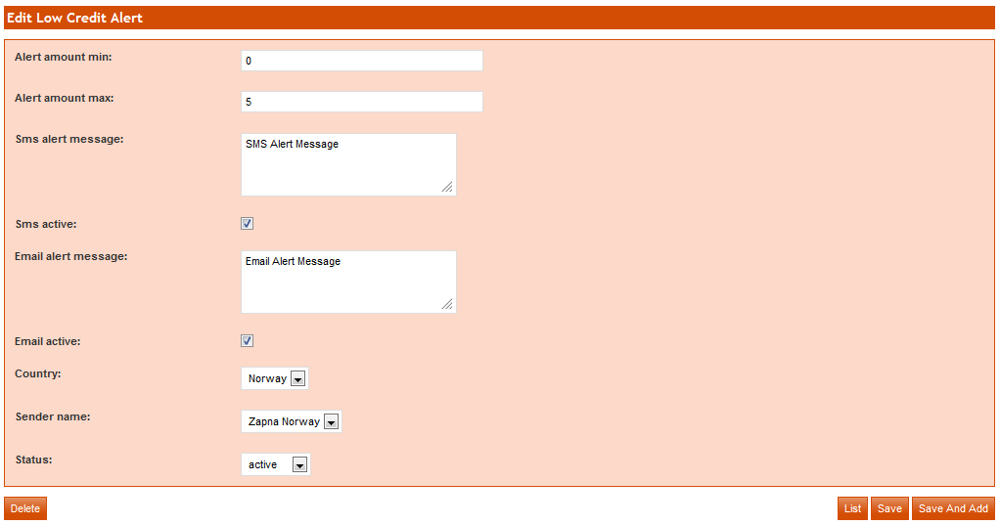 Edit Low Credit Alert
Alert amount min: 0
Alert amount max: 5
Sms alert message: SMS Alert Message
Sms active:
Email alert message: Email Alert Message
Email active:
Country: Norway
Sender name: Zapna Norway
Status: active
Delete List Save Save And Add